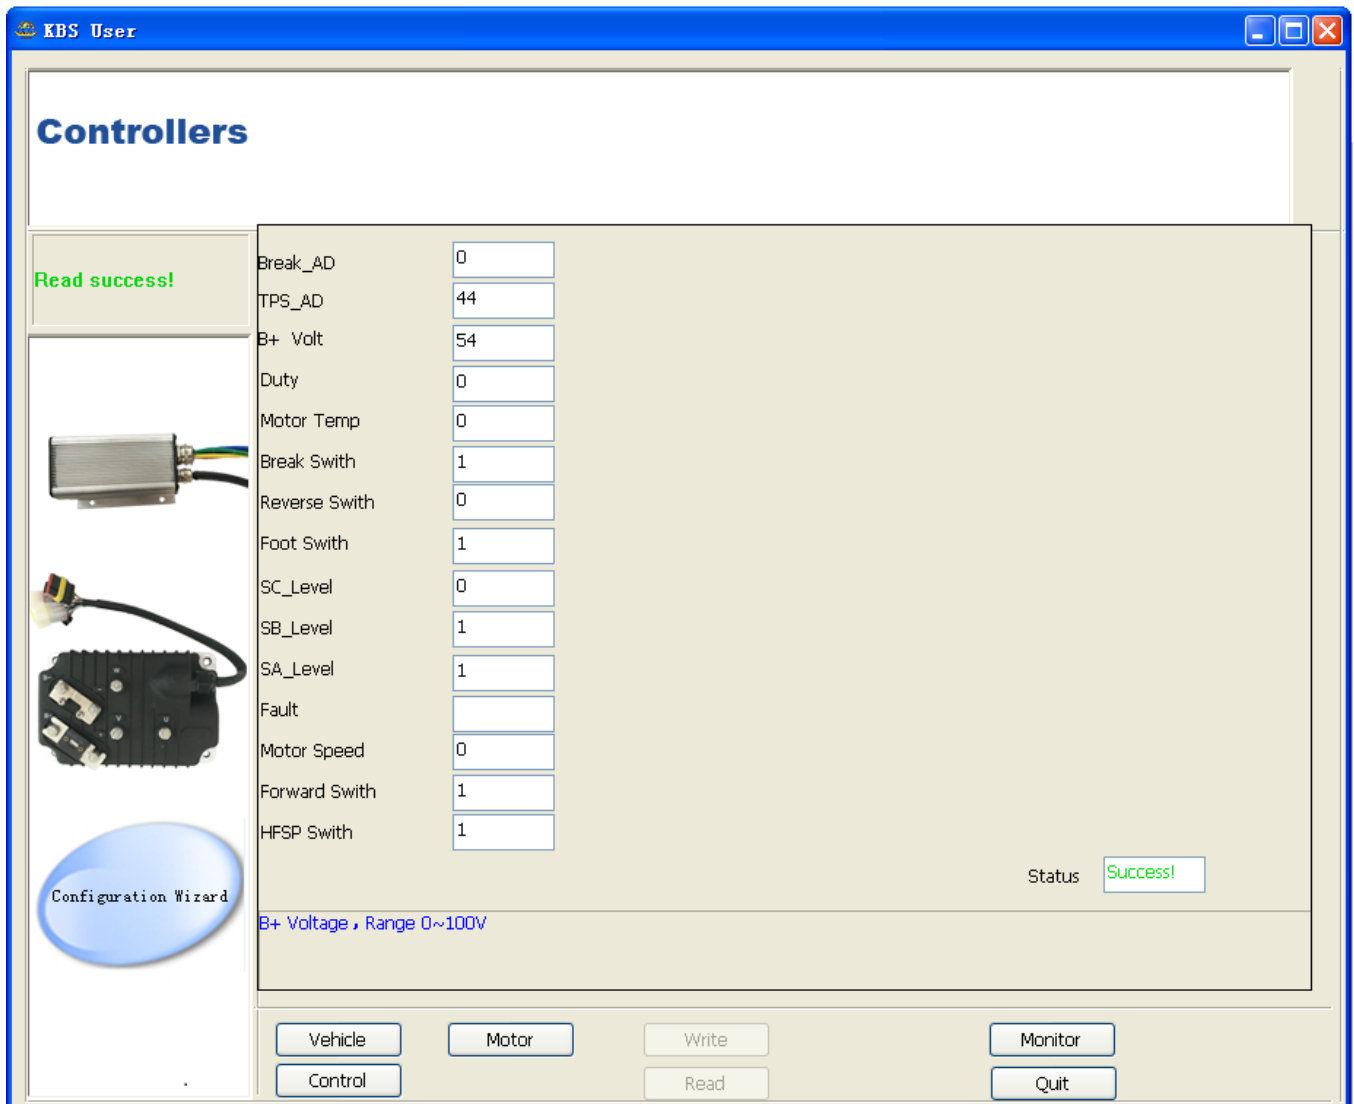 KBS User
Controllers
Read success!
Break_AD 0
TPS_AD 44
B+ Volt 54
Duty 0
Motor Temp 0
Break Swith 1
Reverse Swith 0
Foot Swith 1
SC_Level 0
SB_Level 1
SA_Level 1
Fault
Motor Speed 0
Forward Swith 1
HFSP Swith 1
Status Success!
Configuration Wizard
B+ Voltage , Range 0~100V
Vehicle Motor Write Monitor
Control Read Quit